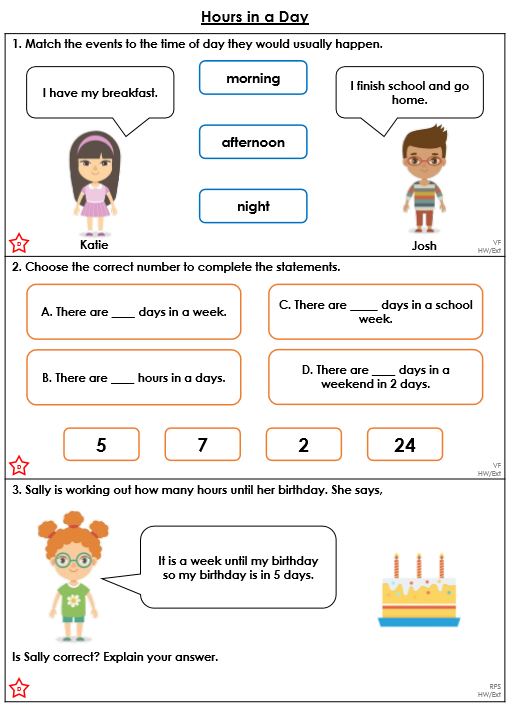 Hours in a Day
1. Match the events to the time of day they would usually happen.
I have my breakfast.
morning
I finish school and go
home.
afternoon
night
Katie
Josh
D
VF
HW/Ext
2. Choose the correct number to complete the statements.
A. There are ____ days in a week.
C. There are ____ days in a school
week.
B. There are ____ hours in a days.
D. There are ____ days in a
weekend in 2 days.
5
7
2
24
D
VF
HW/Ext
3. Sally is working out how many hours until her birthday. She says,
It is a week until my birthday
so my birthday is in 5 days.
Is Sally correct? Explain your answer.
D
RPS
HW/Ext